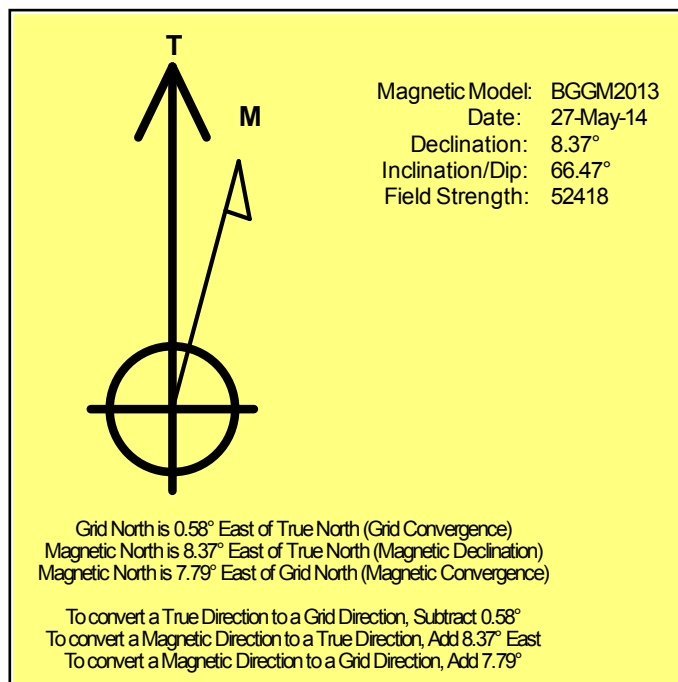 T
M
Magnetic Model: BGGM2013
Date: 27-May-14
Declination: 8.37°
Inclination/Dip: 66.47°
Field Strength: 52418
Grid North is 0.58° East of True North (Grid Convergence)
Magnetic North is 8.37° East of True North (Magnetic Declination)
Magnetic North is 7.79° East of Grid North (Magnetic Convergence)
To convert a True Direction to a Grid Direction, Subtract 0.58°
To convert a Magnetic Direction to a True Direction, Add 8.37° East
To convert a Magnetic Direction to a Grid Direction, Add 7.79°